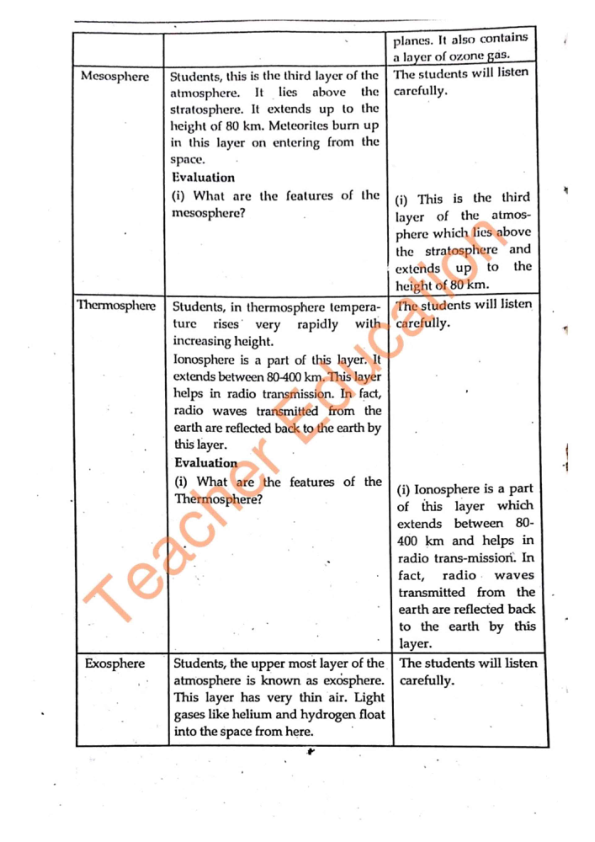 planes. It also contains
a layer of ozone gas.
Mesosphere
Students, this is the third layer of the
atmosphere. It lies above the
stratosphere. It extends up to the
height of 80 km. Meteorites burn up
in this layer on entering from the
space.
Evaluation
(i) What are the features of the
mesosphere?
The students will listen
carefully.
(i) This is the third
layer of the atmos-
phere which lies above
the stratosphere and
extends up to the
height of 80 km.
Thermosphere
Students, in thermosphere tempera-
ture rises very rapidly with
increasing height.
Ionosphere is a part of this layer. It
extends between 80-400 km. This layer
helps in radio transmission. In fact,
radio waves transmitted from the
earth are reflected back to the earth by
this layer.
Evaluation
(i) What are the features of the
Thermosphere?
The students will listen
carefully.
(i) Ionosphere is a part
of this layer which
extends between 80-
400 km and helps in
radio trans-mission. In
fact, radio waves
transmitted from the
earth are reflected back
to the earth by this
layer.
Exosphere
Students, the upper most layer of the
atmosphere is known as exosphere.
This layer has very thin air. Light
gases like helium and hydrogen float
into the space from here.
The students will listen
carefully.
Teacher Education